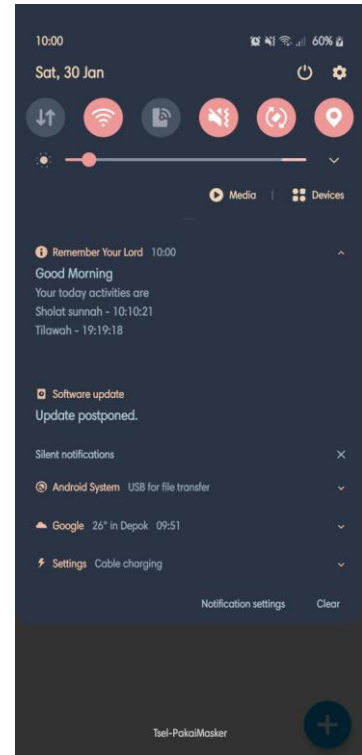 10:00 60%
Sat, 30 Jan
Media | Devices
Remember Your Lord 10:00
Good Morning
Your today activities are
Sholat sunnah - 10:10:21
Tilawah - 19:19:18
Software update
Update postponed.
Silent notifications
Android System USB for file transfer
Google 26° in Depok 09:51
Settings Cable charging
Notification settings Clear
Tsel-PakaiMasker